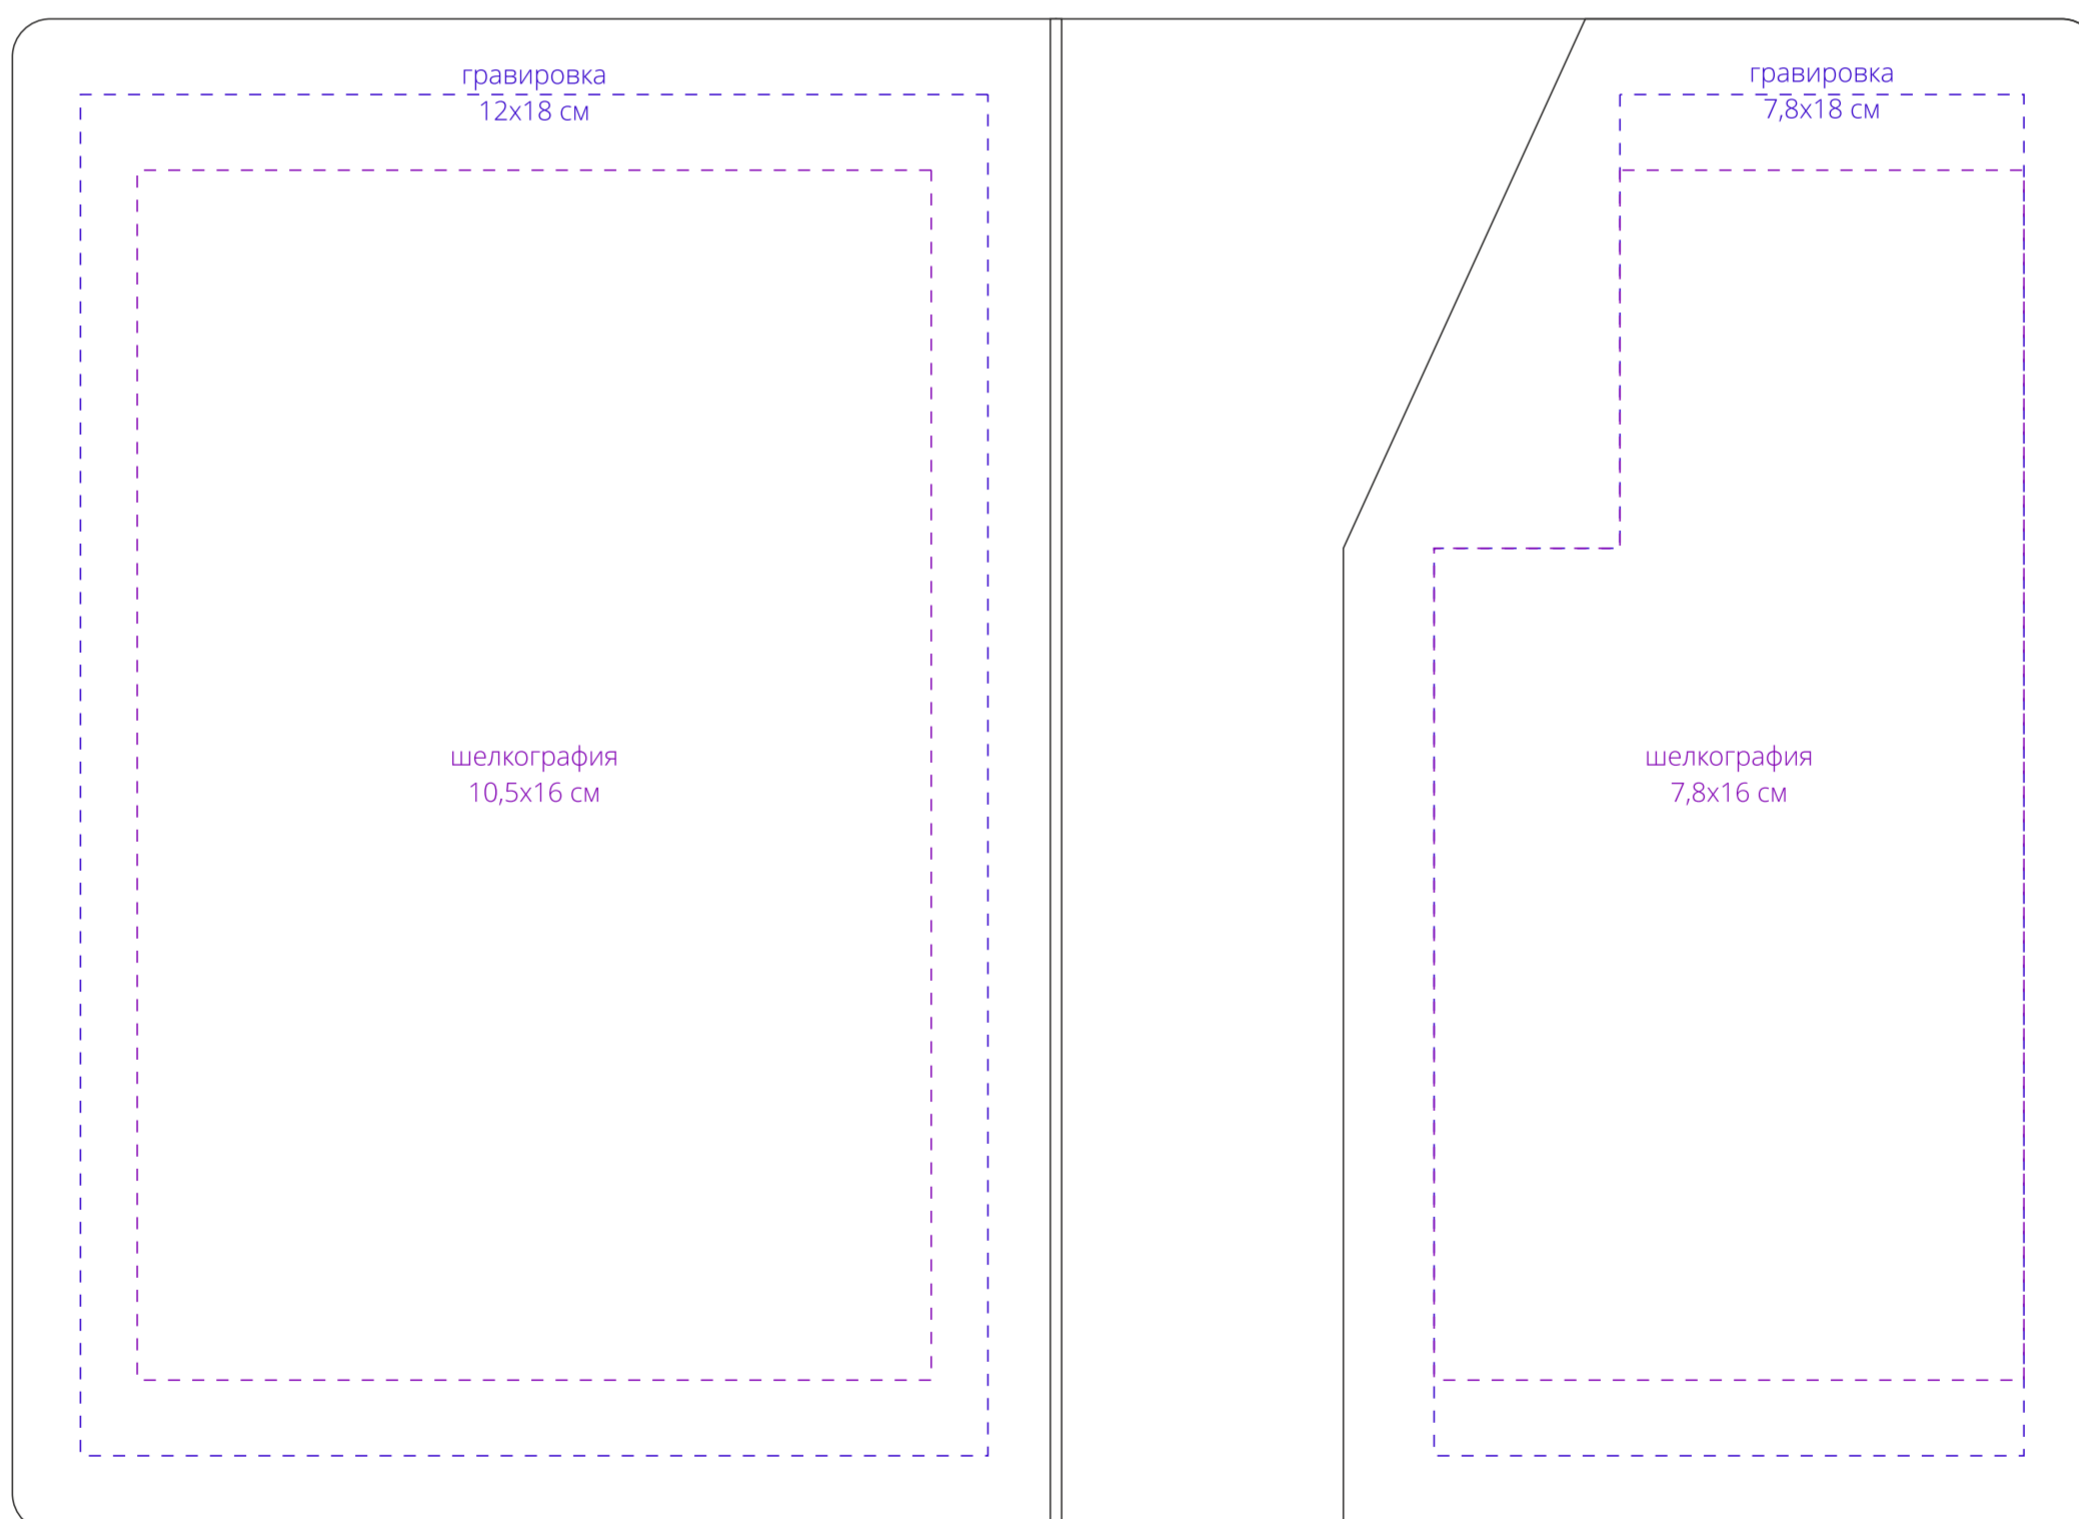 гравировка
12х18 см
шелкография
10,5х16 см
гравировка
7,8х18 см
шелкография
7,8х16 см